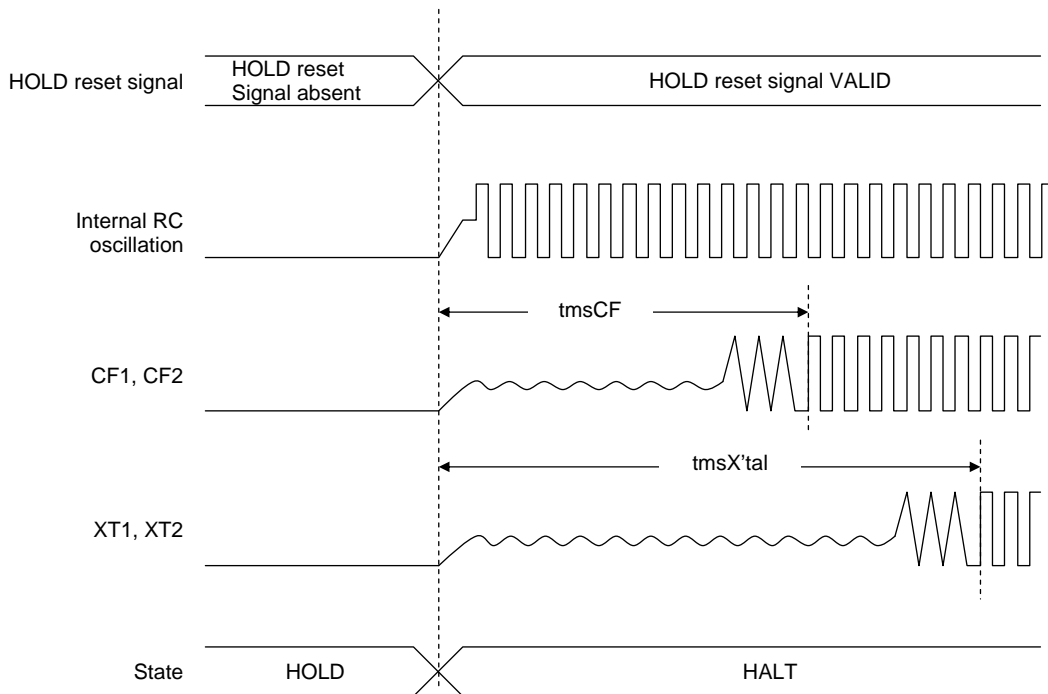 HOLD reset signal
HOLD reset
Signal absent
HOLD reset signal VALID
Internal RC
oscillation
tmsCF
CF1, CF2
tmsX'tal
XT1, XT2
State
HOLD
HALT